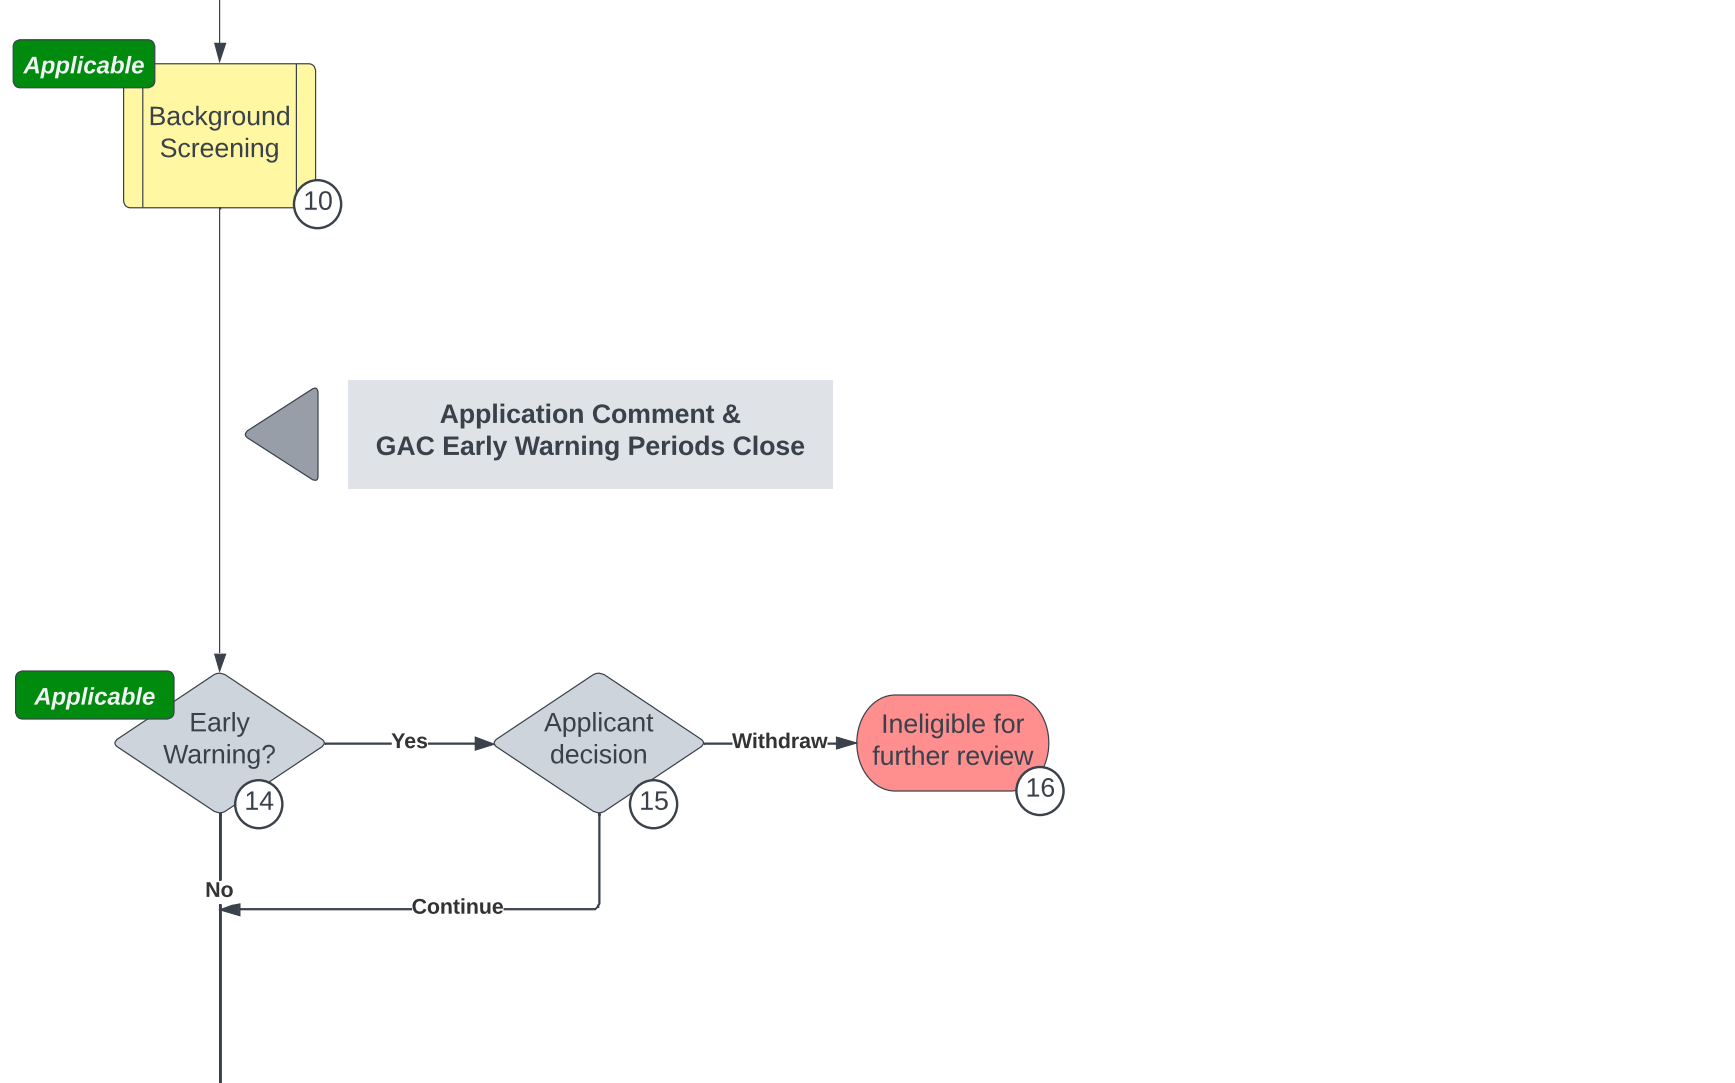 Applicable
Background
Screening
10
Application Comment &
GAC Early Warning Periods Close
Applicable
Early
Warning?
14
Yes
Applicant
decision
15
Withdraw
Ineligible for
further review
16
No
Continue